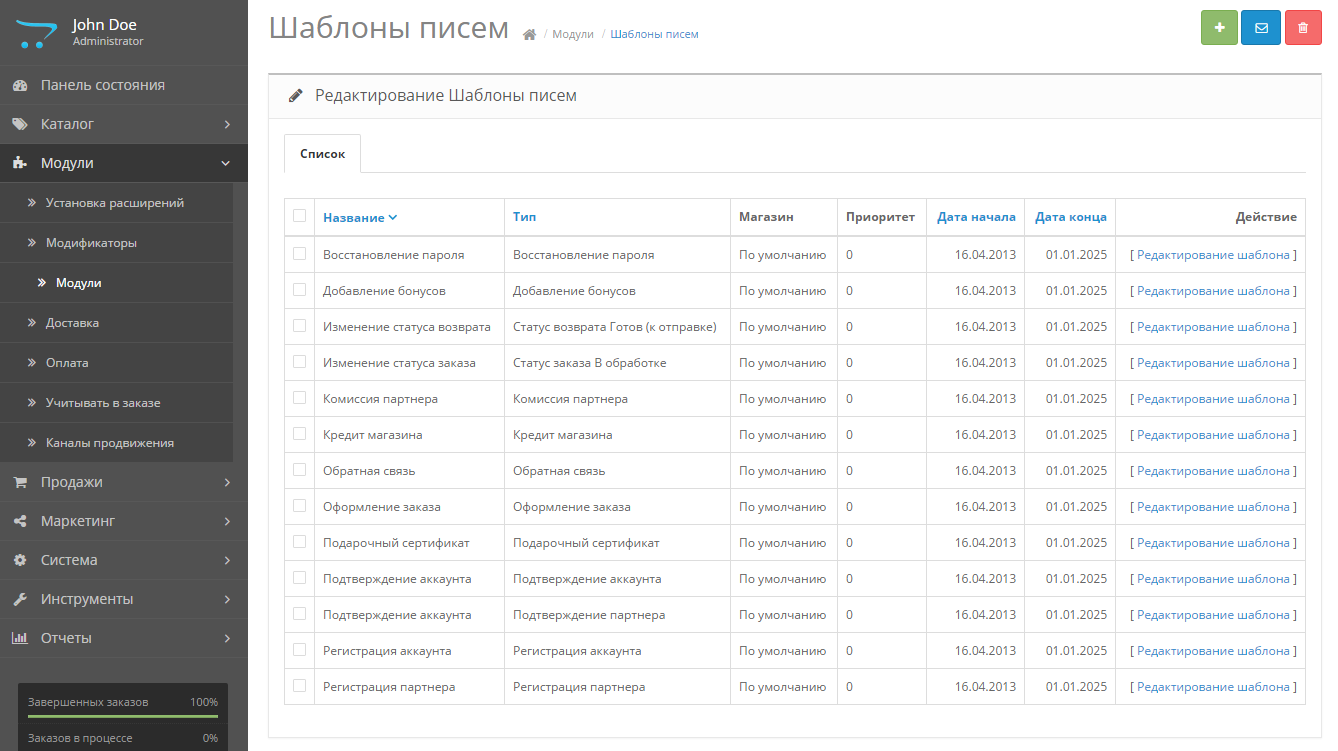 John Doe
Administrator
Панель состояния
Каталог
Модули
Установка расширений
Модификаторы
Модули
Доставка
Оплата
Учитывать в заказе
Каналы продвижения
Продажи
Маркетинг
Система
Инструменты
Отчеты
Завершенных заказов 100%
Заказов в процессе 0%
Шаблоны писем / Модули / Шаблоны писем
Редактирование Шаблоны писем
Список
Название Тип Магазин Приоритет Дата начала Дата конца Действие
Восстановление пароля Восстановление пароля По умолчанию 0 16.04.2013 01.01.2025 [ Редактирование шаблона ]
Добавление бонусов Добавление бонусов По умолчанию 0 16.04.2013 01.01.2025 [ Редактирование шаблона ]
Изменение статуса возврата Статус возврата Готов (к отправке) По умолчанию 0 16.04.2013 01.01.2025 [ Редактирование шаблона ]
Изменение статуса заказа Статус заказа В обработке По умолчанию 0 16.04.2013 01.01.2025 [ Редактирование шаблона ]
Комиссия партнера Комиссия партнера По умолчанию 0 16.04.2013 01.01.2025 [ Редактирование шаблона ]
Кредит магазина Кредит магазина По умолчанию 0 16.04.2013 01.01.2025 [ Редактирование шаблона ]
Обратная связь Обратная связь По умолчанию 0 16.04.2013 01.01.2025 [ Редактирование шаблона ]
Оформление заказа Оформление заказа По умолчанию 0 16.04.2013 01.01.2025 [ Редактирование шаблона ]
Подарочный сертификат Подарочный сертификат По умолчанию 0 16.04.2013 01.01.2025 [ Редактирование шаблона ]
Подтверждение аккаунта Подтверждение аккаунта По умолчанию 0 16.04.2013 01.01.2025 [ Редактирование шаблона ]
Подтверждение аккаунта Подтверждение партнера По умолчанию 0 16.04.2013 01.01.2025 [ Редактирование шаблона ]
Регистрация аккаунта Регистрация аккаунта По умолчанию 0 16.04.2013 01.01.2025 [ Редактирование шаблона ]
Регистрация партнера Регистрация партнера По умолчанию 0 16.04.2013 01.01.2025 [ Редактирование шаблона ]